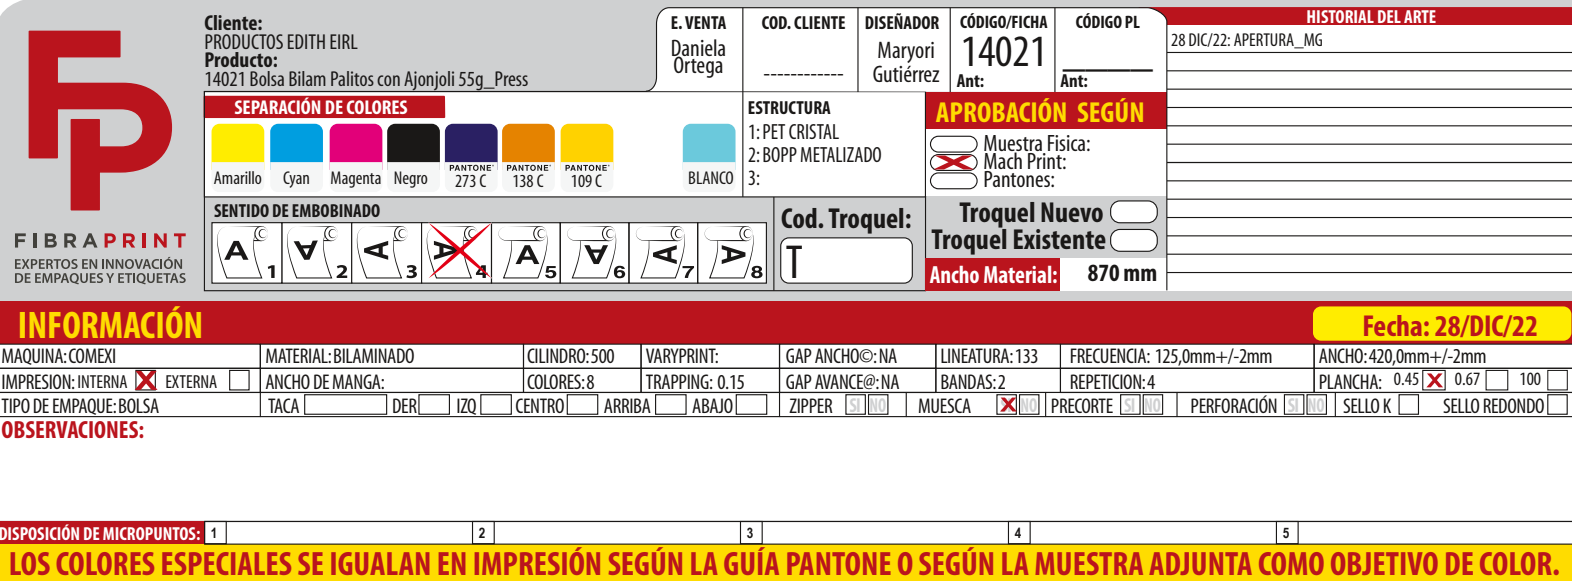 FIBRAPRINT
EXPERTOS EN INNOVACIÓN
DE EMPAQUES Y ETIQUETAS
Cliente:
PRODUCTOS EDITH EIRL
Producto:
14021 Bolsa Bilam Palitos con Ajonjoli 55g_Press
E. VENTA
Daniela
Ortega
COD. CLIENTE
------------
DISEÑADOR
Maryori
Gutiérrez
CÓDIGO/FICHA
14021
Ant:
CÓDIGO PL
Ant:
HISTORIAL DEL ARTE
28 DIC/22: APERTURA_MG
SEPARACIÓN DE COLORES
Amarillo
Cyan
Magenta
Negro
PANTONE
273 C
PANTONE
138 C
PANTONE
109 C
BLANCO
ESTRUCTURA
1: PET CRISTAL
2: BOPP METALIZADO
3:
APROBACIÓN SEGÚN
Muestra Fisica:
Mach Print:
Pantones:
SENTIDO DE EMBOBINADO
A 1
A 2
A 3
A 4
A 5
A 6
A 7
A 8
Cod. Troquel:
T
Troquel Nuevo
Troquel Existente
Ancho Material: 870 mm
INFORMACIÓN
Fecha: 28/DIC/22
MAQUINA: COMEXI MATERIAL: BILAMINADO CILINDRO: 500 VARYPRINT: GAP ANCHO©: NA LINEATURA: 133 FRECUENCIA: 125,0mm+/-2mm ANCHO: 420,0mm+/-2mm
IMPRESION: INTERNA X EXTERNA ANCHO DE MANGA: COLORES: 8 TRAPPING: 0.15 GAP AVANCE@: NA BANDAS: 2 REPETICION: 4 PLANCHA: 0.45 X 0.67 100
TIPO DE EMPAQUE: BOLSA TACA DER IZQ CENTRO ARRIBA ABAJO ZIPPER SI NO MUESCA X NO PRECORTE SI NO PERFORACIÓN SI NO SELLO K SELLO REDONDO
OBSERVACIONES:
DISPOSICIÓN DE MICROPUNTOS: 1 2 3 4 5
LOS COLORES ESPECIALES SE IGUALAN EN IMPRESIÓN SEGÚN LA GUÍA PANTONE O SEGÚN LA MUESTRA ADJUNTA COMO OBJETIVO DE COLOR.